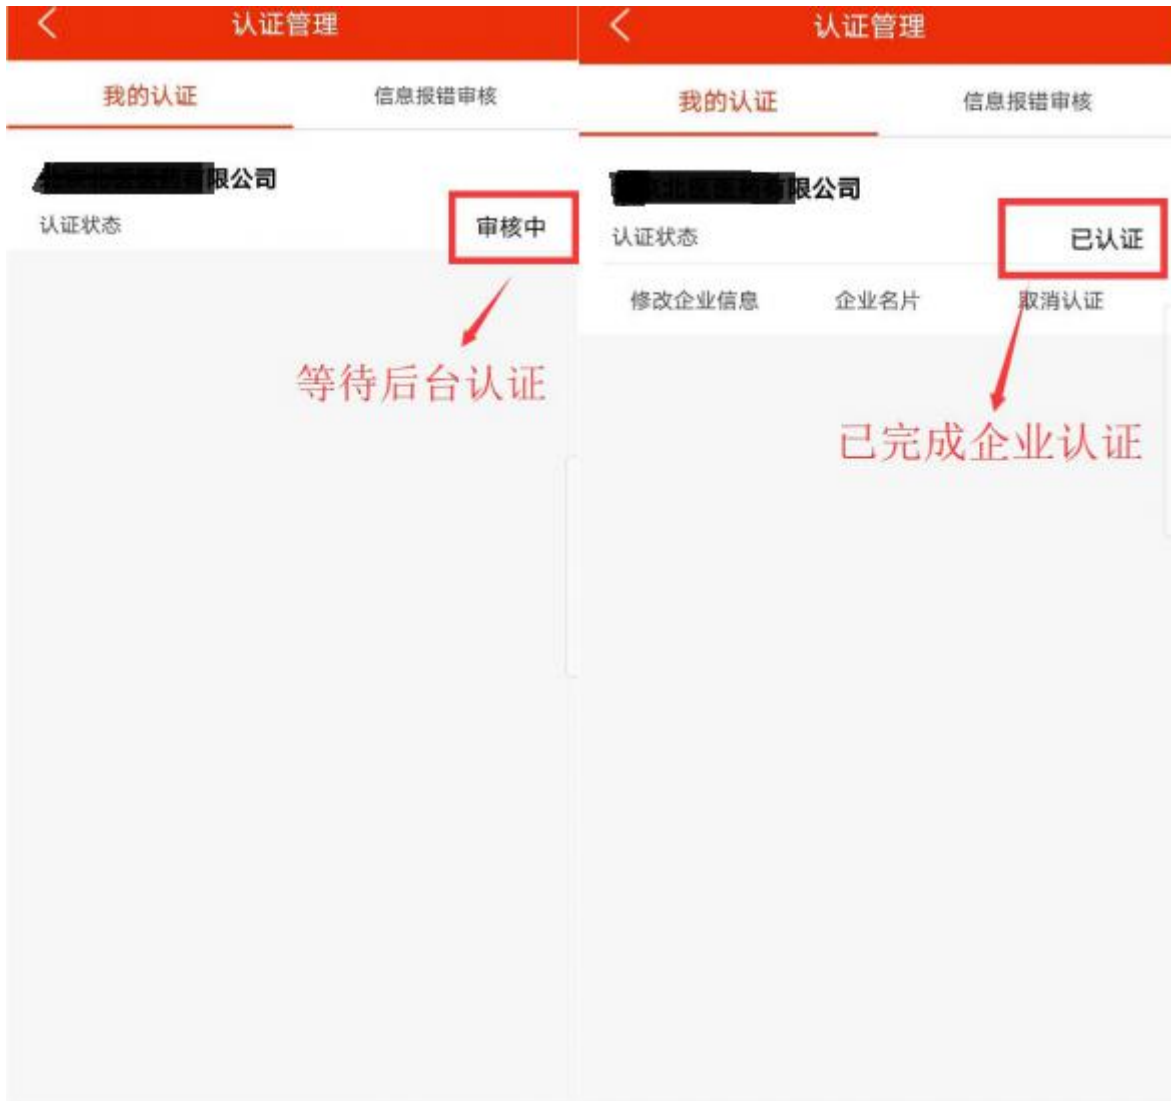 认证管理
我的认证
信息报错审核
限公司
认证状态
审核中
等待后台认证
认证管理
我的认证
信息报错审核
限公司
认证状态
已认证
修改企业信息
企业名片
取消认证
已完成企业认证